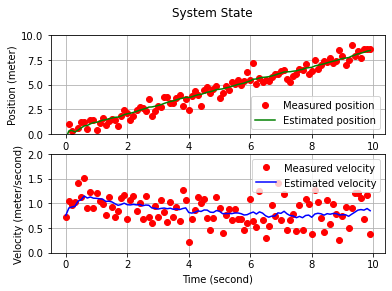 System State
Position (meter)
10.0
7.5
5.0
2.5
0.0
Measured position
Estimated position
0
2
4
6
8
10
Velocity (meter/second)
2.0
1.5
1.0
0.5
0.0
Measured velocity
Estimated velocity
0
2
4
6
8
10
Time (second)